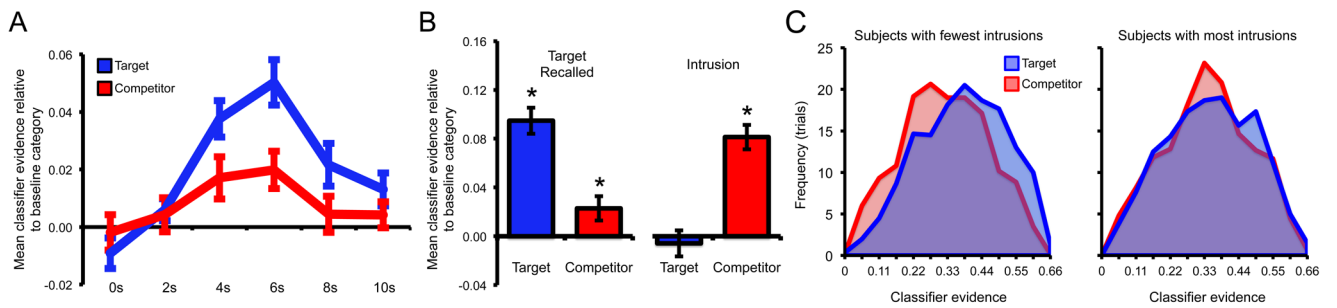 A
Mean classifier evidence relative
to baseline category
0.06
0.04
0.02
0.00
-0.02
Target
Competitor
0s 2s 4s 6s 8s 10s
B
Mean classifier evidence relative
to baseline category
0.16
0.12
0.08
0.04
0.00
-0.04
Target
Recalled
Intrusion
* * *
Target Competitor Target Competitor
C
Subjects with fewest intrusions
Subjects with most intrusions
Target
Competitor
Frequency (trials)
25
20
15
10
5
0
0 0.11 0.22 0.33 0.44 0.55 0.66
Classifier evidence
0 0.11 0.22 0.33 0.44 0.55 0.66
Classifier evidence